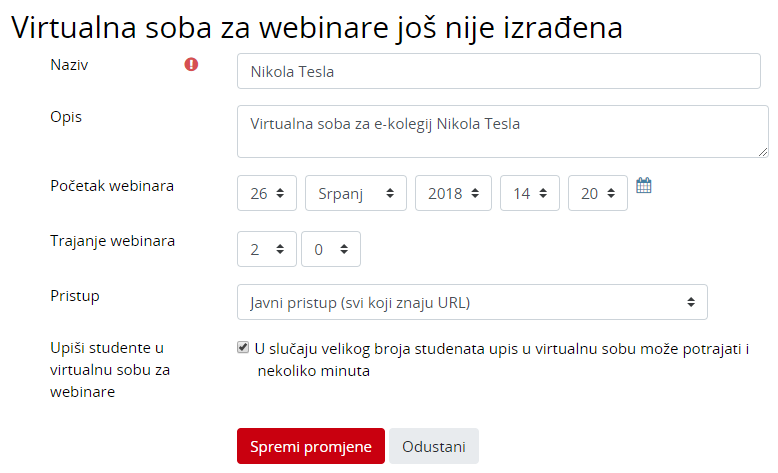 Virtualna soba za webinare još nije izrađena
Naziv
Nikola Tesla
Opis
Virtualna soba za e-kolegij Nikola Tesla
Početak webinara
26 Srpanj 2018 14 20
Trajanje webinara
2 0
Pristup
Javni pristup (svi koji znaju URL)
Upiši studente u
virtualnu sobu za
webinare
U slučaju velikog broja studenata upis u virtualnu sobu može potrajati i
nekoliko minuta
Spremi promjene Odustani